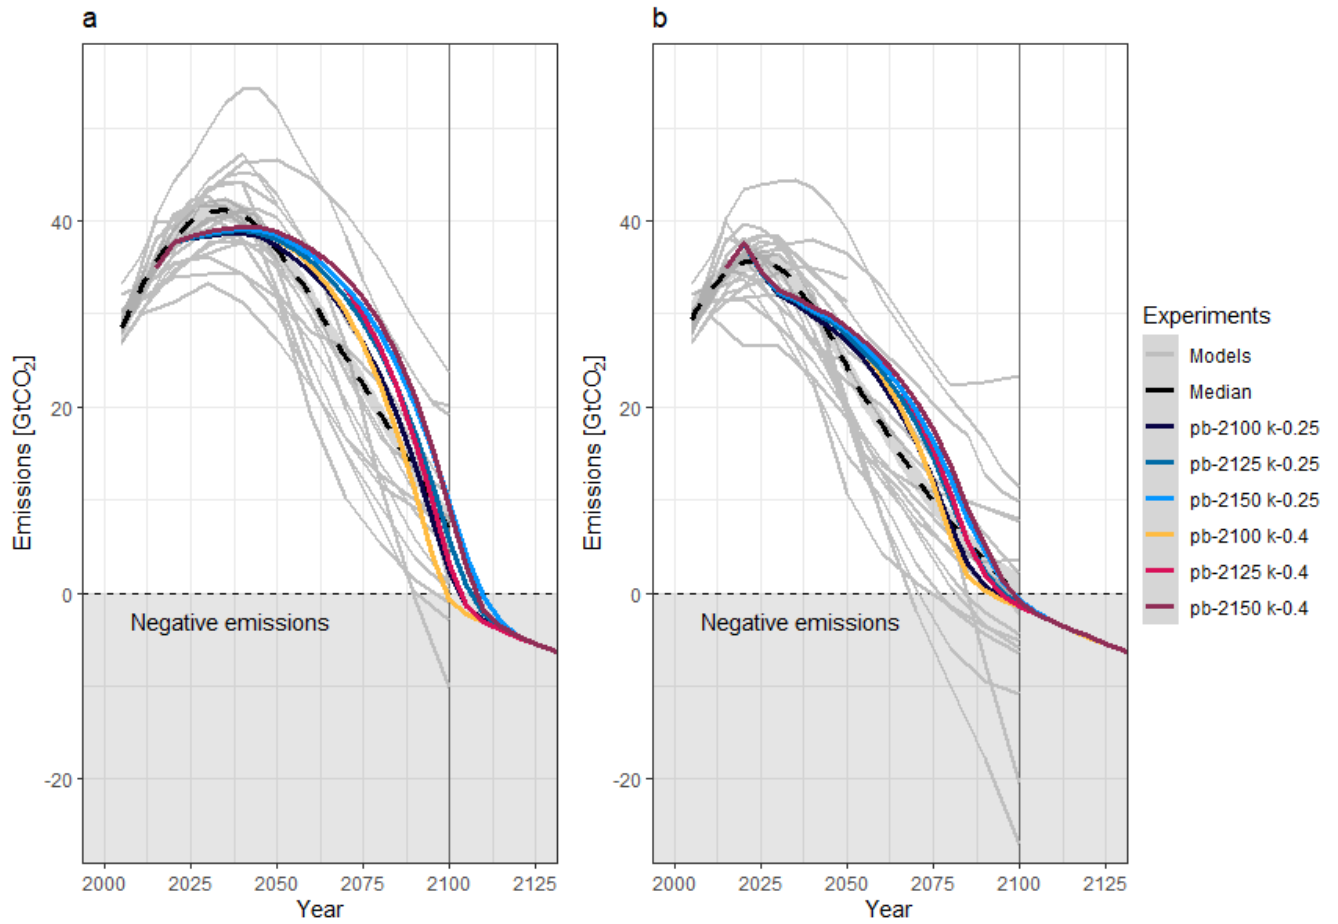 a
b
Emissions [GtCO₂]
40
20
0
-20
Negative emissions
2000 2025 2050 2075 2100 2125
Year
Emissions [GtCO₂]
40
20
0
-20
Negative emissions
2000 2025 2050 2075 2100 2125
Year
Experiments
Models
Median
pb-2100 k-0.25
pb-2125 k-0.25
pb-2150 k-0.25
pb-2100 k-0.4
pb-2125 k-0.4
pb-2150 k-0.4